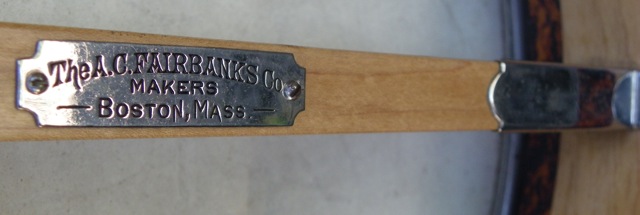 The A.C. FAIRBANKS Co.
MAKERS
BOSTON, MASS.